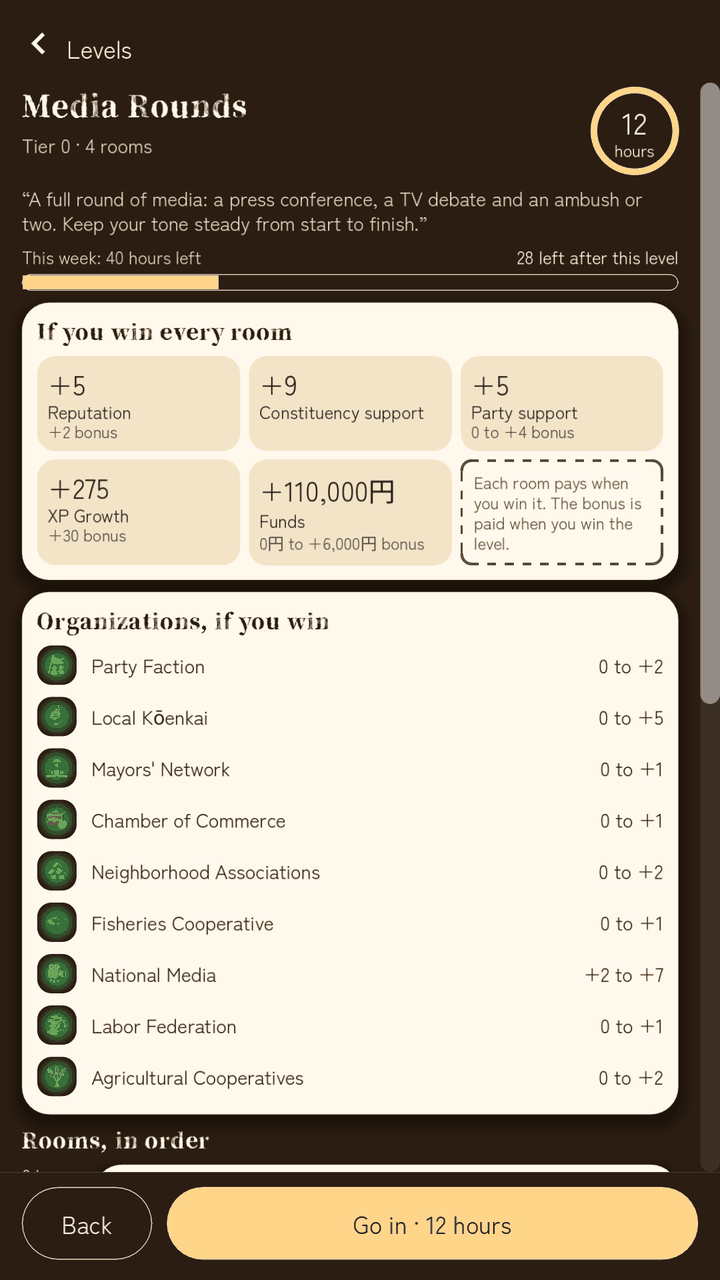 Levels
Media Rounds
Tier 0 · 4 rooms
12
hours
“A full round of media: a press conference, a TV debate and an ambush or
two. Keep your tone steady from start to finish.”
This week: 40 hours left
28 left after this level
If you win every room
+5
Reputation
+2 bonus
+9
Constituency support
+5
Party support
0 to +4 bonus
+275
XP Growth
+30 bonus
+110,000円
Funds
0円 to +6,000円 bonus
Each room pays when
you win it. The bonus is
paid when you win the
level.
Organizations, if you win
Party Faction 0 to +2
Local Kōenkai 0 to +5
Mayors' Network 0 to +1
Chamber of Commerce 0 to +1
Neighborhood Associations 0 to +2
Fisheries Cooperative 0 to +1
National Media +2 to +7
Labor Federation 0 to +1
Agricultural Cooperatives 0 to +2
Rooms, in order
Back
Go in · 12 hours